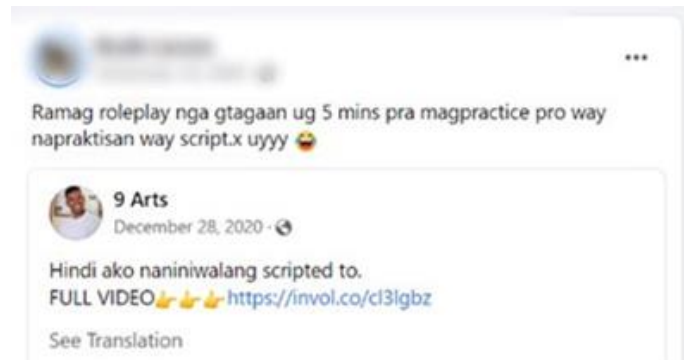 Ramag roleplay nga gtagaan ug 5 mins pra magpractice pro way
napraktisan way script.x uyyy 😂
9 Arts
December 28, 2020 ·
Hindi ako naniniwalang scripted to.
FULL VIDEO👉👉👉https://invol.co/cl3lgbz
See Translation